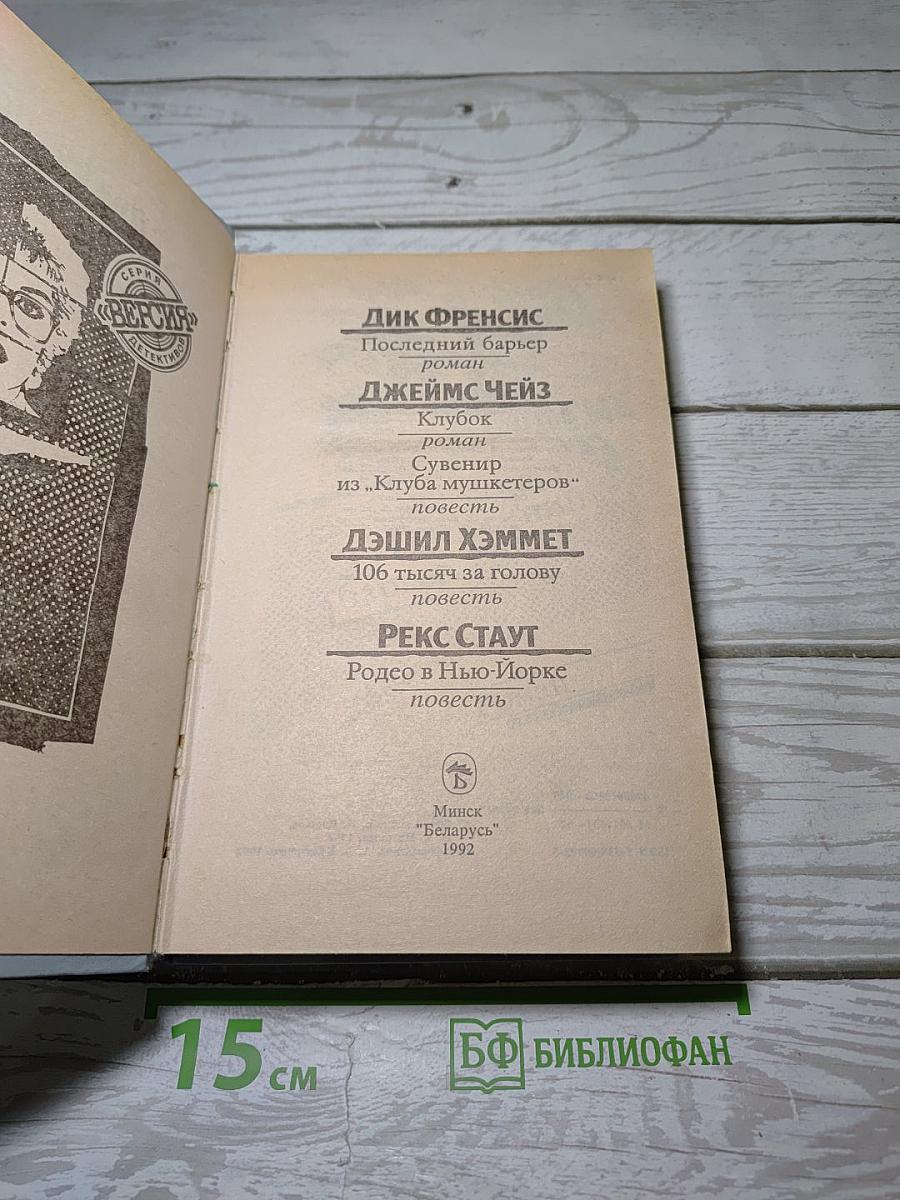 СЕРИЯ
«ВЕРСИЯ»
ДЕТЕКТИВОВ
ДИК ФРЕНСИС
Последний барьер
роман
ДЖЕЙМС ЧЕЙЗ
Клубок
роман
Сувенир
из „Клуба мушкетеров“
повесть
ДЭШИЛ ХЭММЕТ
106 тысяч за голову
повесть
РЕКС СТАУТ
Родео в Нью-Йорке
повесть
Б
Минск
"Беларусь"
1992
15 см
БФ БИБЛИОФАН